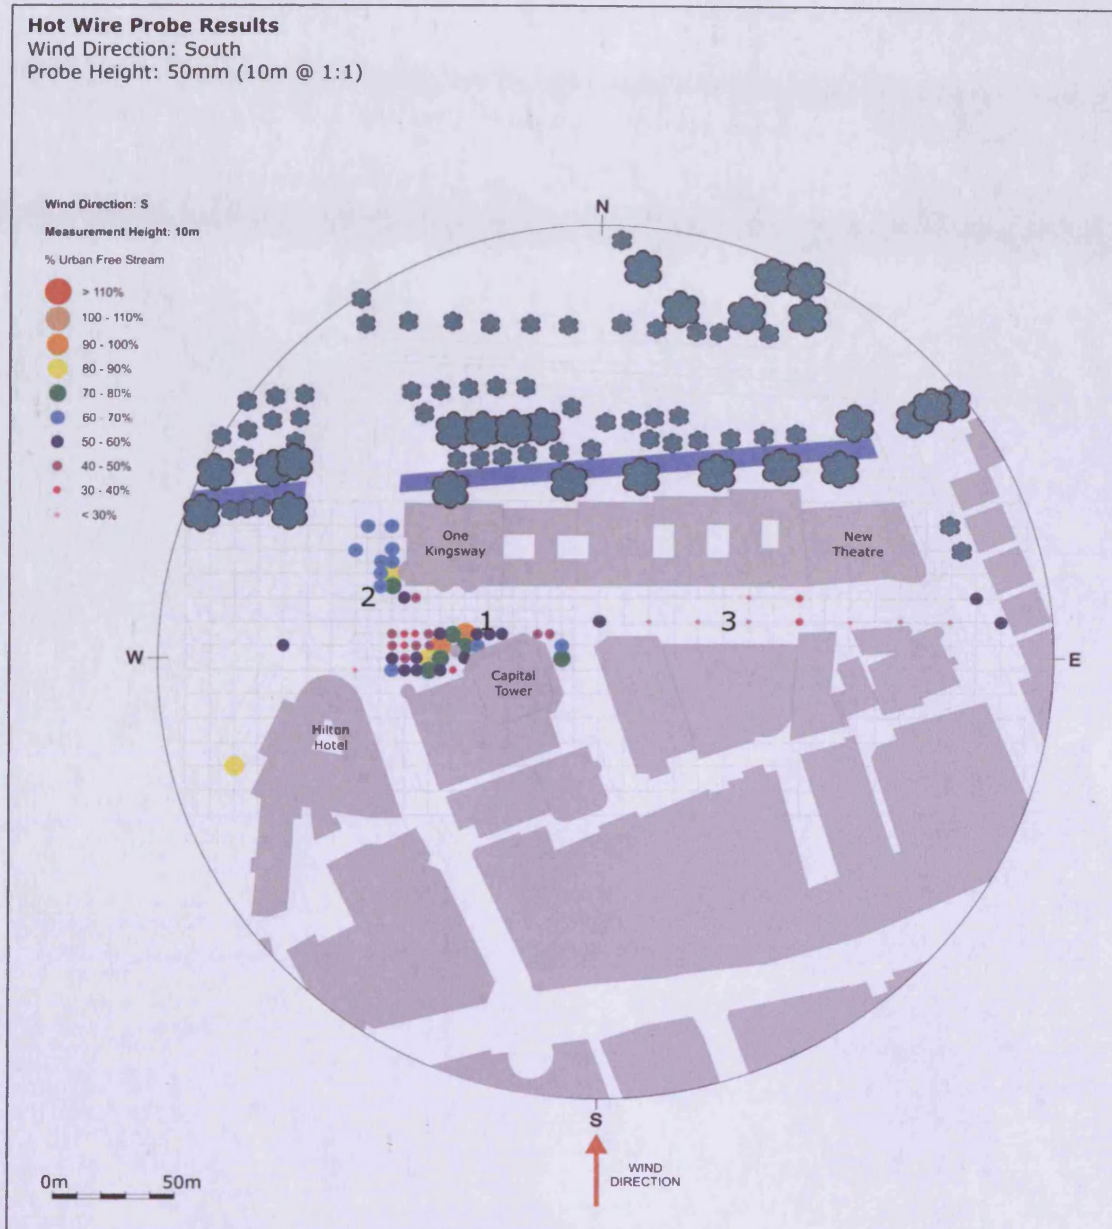 Hot Wire Probe Results
Wind Direction: South
Probe Height: 50mm (10m @ 1:1)
Wind Direction: S
Measurement Height: 10m
% Urban Free Stream
> 110%
100 - 110%
90 - 100%
80 - 90%
70 - 80%
60 - 70%
50 - 60%
40 - 50%
30 - 40%
< 30%
N
One
Kingsway
New
Theatre
2
1
3
W
E
Capital
Tower
Hilton
Hotel
S
WIND
DIRECTION
0m
50m